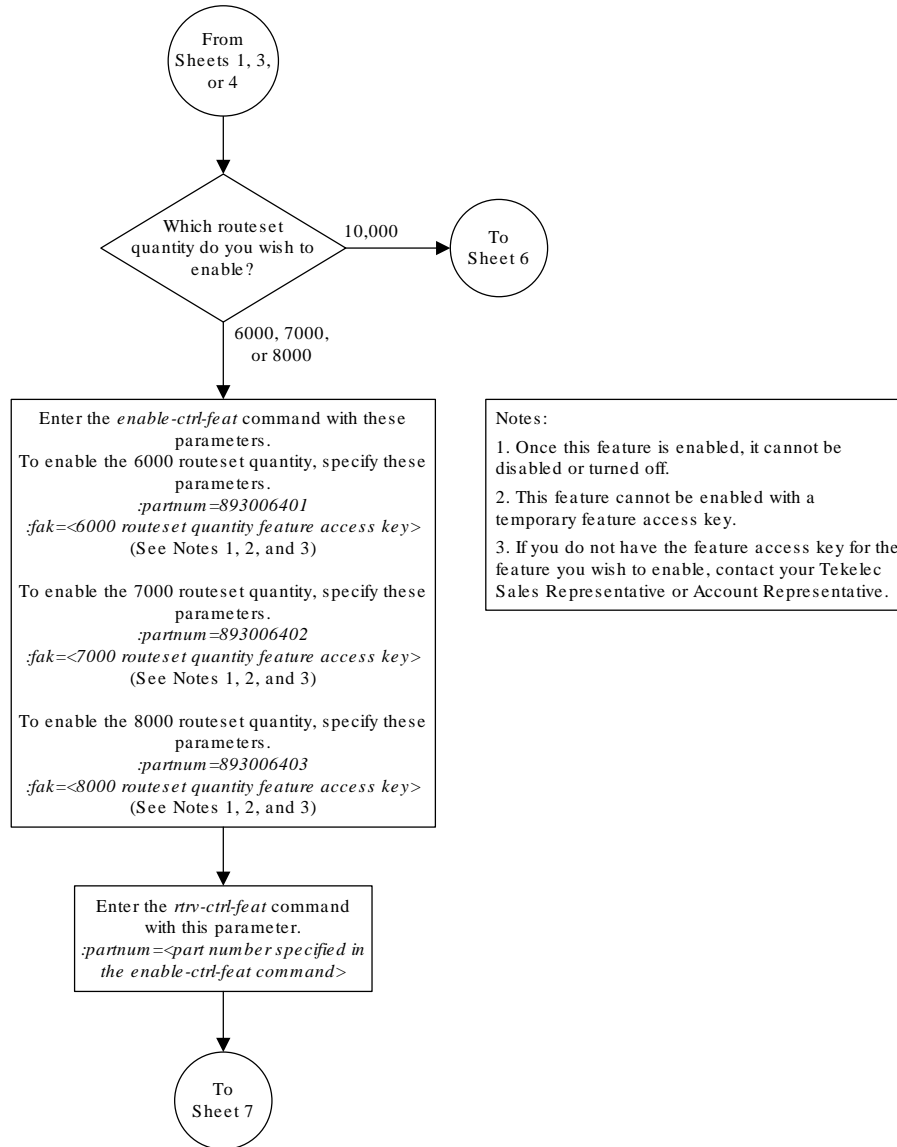 From
Sheets 1, 3,
or 4
Which routeset
quantity do you wish to
enable?
10,000
To
Sheet 6
6000, 7000,
or 8000
Enter the enable-ctrl-feat command with these
parameters.
To enable the 6000 routeset quantity, specify these
parameters.
:partnum=893006401
:fak=<6000 routeset quantity feature access key>
(See Notes 1, 2, and 3)
To enable the 7000 routeset quantity, specify these
parameters.
:partnum=893006402
:fak=<7000 routeset quantity feature access key>
(See Notes 1, 2, and 3)
To enable the 8000 routeset quantity, specify these
parameters.
:partnum=893006403
:fak=<8000 routeset quantity feature access key>
(See Notes 1, 2, and 3)
Notes:
1. Once this feature is enabled, it cannot be
disabled or turned off.
2. This feature cannot be enabled with a
temporary feature access key.
3. If you do not have the feature access key for the
feature you wish to enable, contact your Tekelec
Sales Representative or Account Representative.
Enter the rtrv-ctrl-feat command
with this parameter.
:partnum=<part number specified in
the enable-ctrl-feat command>
To
Sheet 7